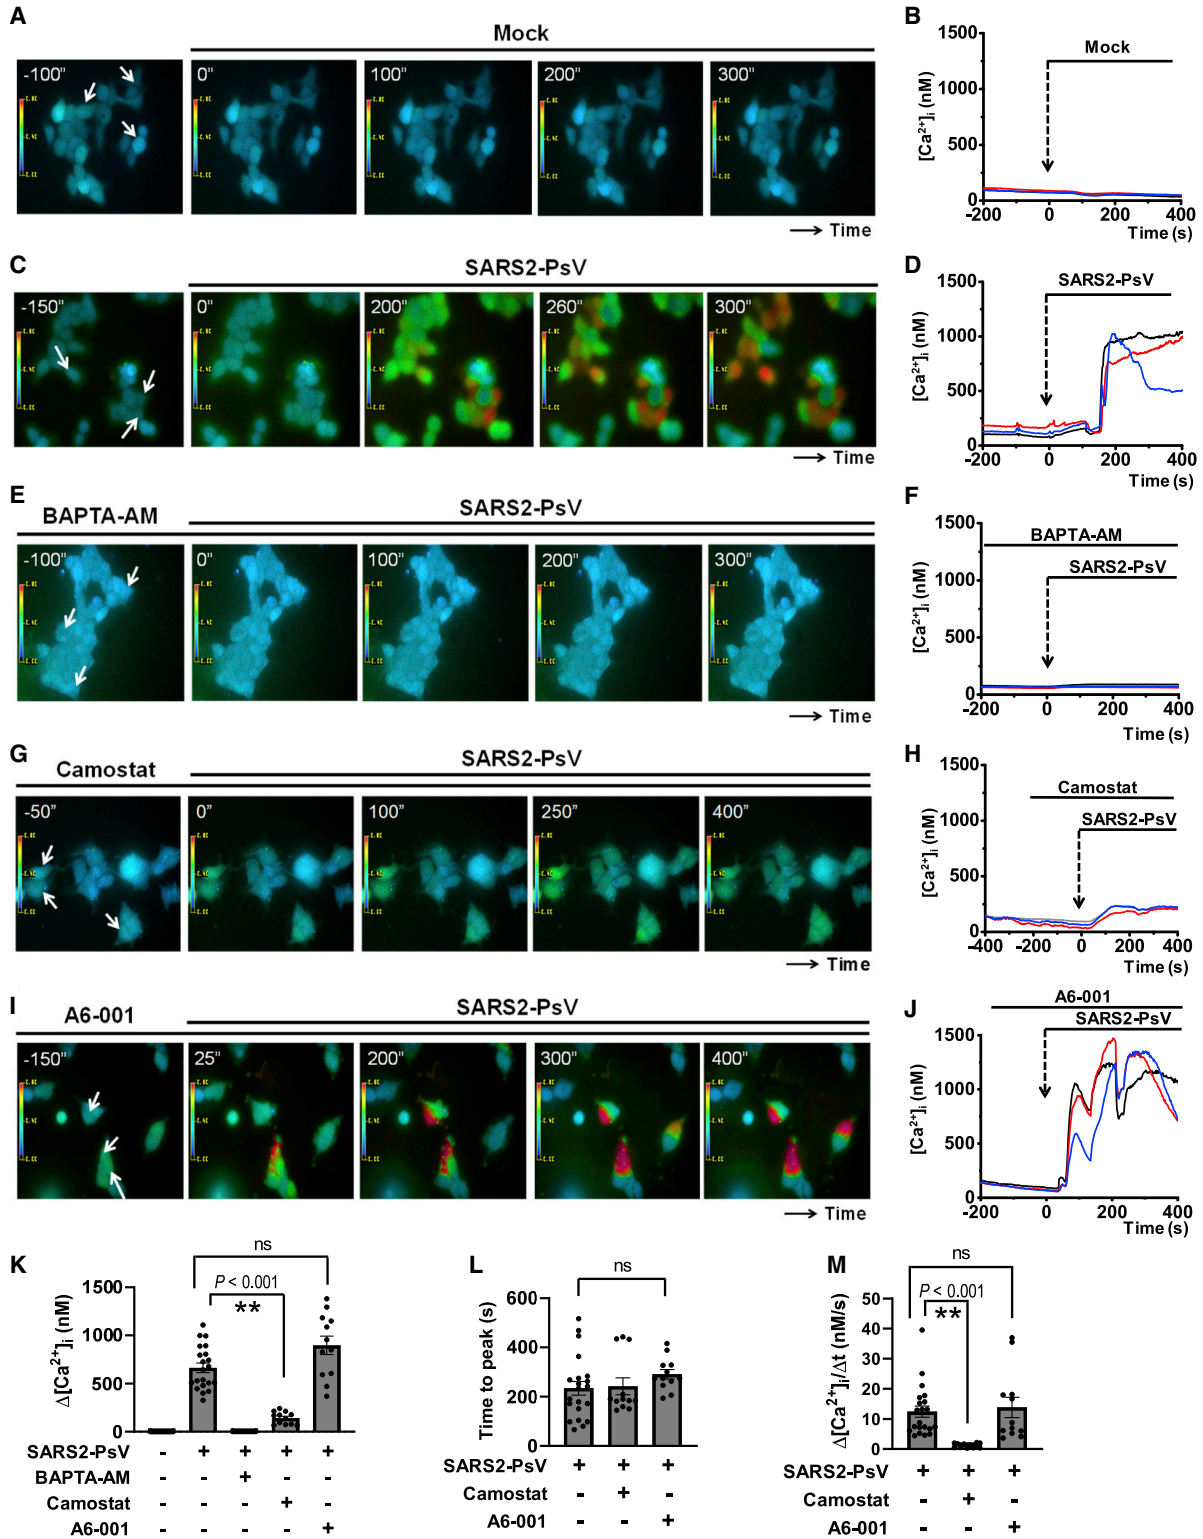 A
Mock
-100"
0"
100"
200"
300"
Time
B
1500
1000
500
0
[Ca²⁺]ᵢ (nM)
Mock
-200
0
200
400
Time (s)
C
SARS2-PsV
-150"
0"
200"
260"
300"
Time
D
1500
1000
500
0
[Ca²⁺]ᵢ (nM)
SARS2-PsV
-200
0
200
400
Time (s)
E
BAPTA-AM
SARS2-PsV
-100"
0"
100"
200"
300"
Time
F
1500
1000
500
0
[Ca²⁺]ᵢ (nM)
BAPTA-AM
SARS2-PsV
-200
0
200
400
Time (s)
G
Camostat
SARS2-PsV
-50"
0"
100"
250"
400"
Time
H
1500
1000
500
0
[Ca²⁺]ᵢ (nM)
Camostat
SARS2-PsV
-400
-200
0
200
400
Time (s)
I
A6-001
SARS2-PsV
-150"
25"
200"
300"
400"
Time
J
1500
1000
500
0
[Ca²⁺]ᵢ (nM)
A6-001
SARS2-PsV
-200
0
200
400
Time (s)
K
Δ[Ca²⁺]ᵢ (nM)
1500
1000
500
0
ns
P < 0.001
**
SARS2-PsV - + + + +
BAPTA-AM - - + - -
Camostat - - - + -
A6-001 - - - - +
L
Time to peak (s)
600
400
200
0
ns
SARS2-PsV + + +
Camostat - + -
A6-001 - - +
M
Δ[Ca²⁺]ᵢ/Δt (nM/s)
50
40
30
20
10
0
ns
P < 0.001
**
SARS2-PsV + + +
Camostat - + -
A6-001 - - +